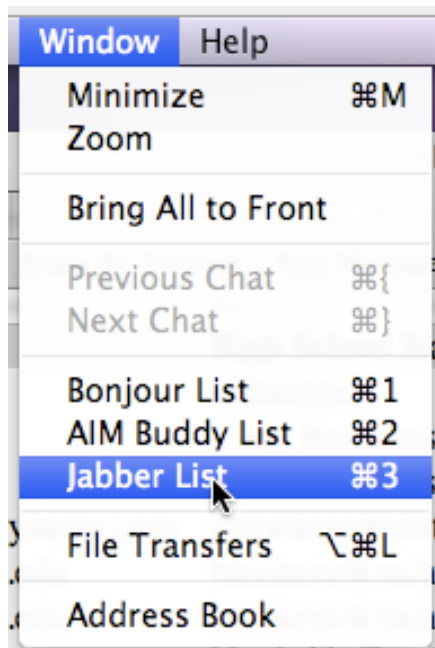 Window Help
Minimize ⌘M
Zoom
Bring All to Front
Previous Chat ⌘{
Next Chat ⌘}
Bonjour List ⌘1
AIM Buddy List ⌘2
Jabber List ⌘3
File Transfers ⌥⌘L
Address Book